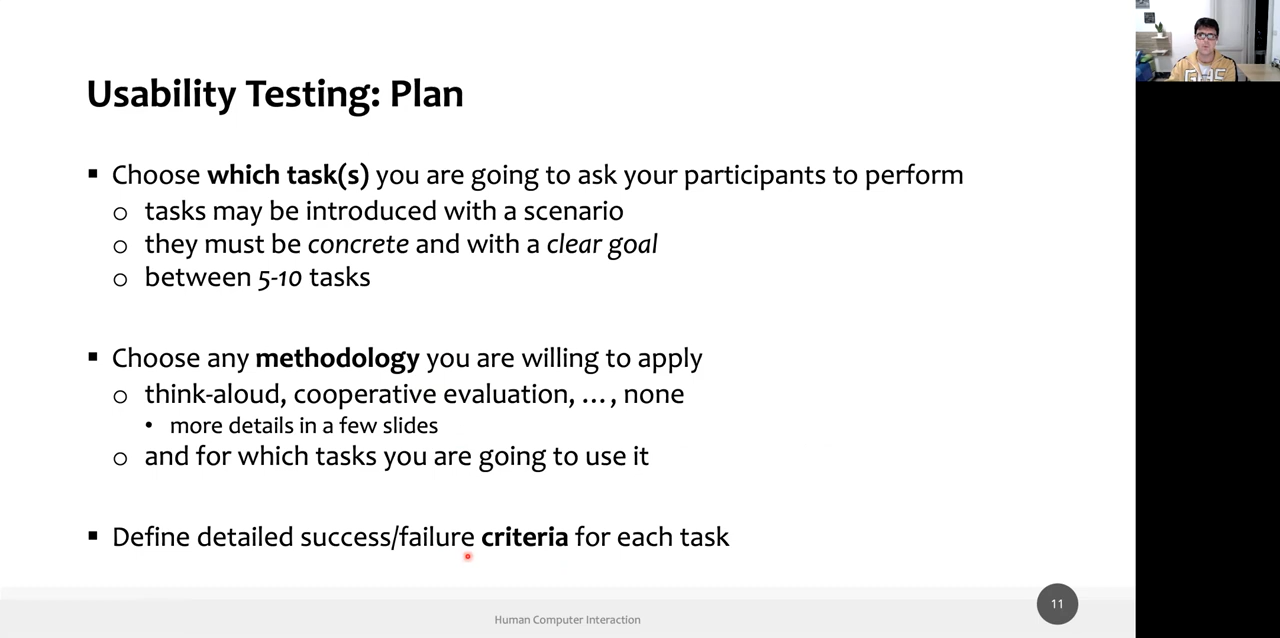 Usability Testing: Plan
▪ Choose which task(s) you are going to ask your participants to perform
o tasks may be introduced with a scenario
o they must be concrete and with a clear goal
o between 5-10 tasks
▪ Choose any methodology you are willing to apply
o think-aloud, cooperative evaluation, …, none
• more details in a few slides
o and for which tasks you are going to use it
▪ Define detailed success/failure criteria for each task
Human Computer Interaction
11